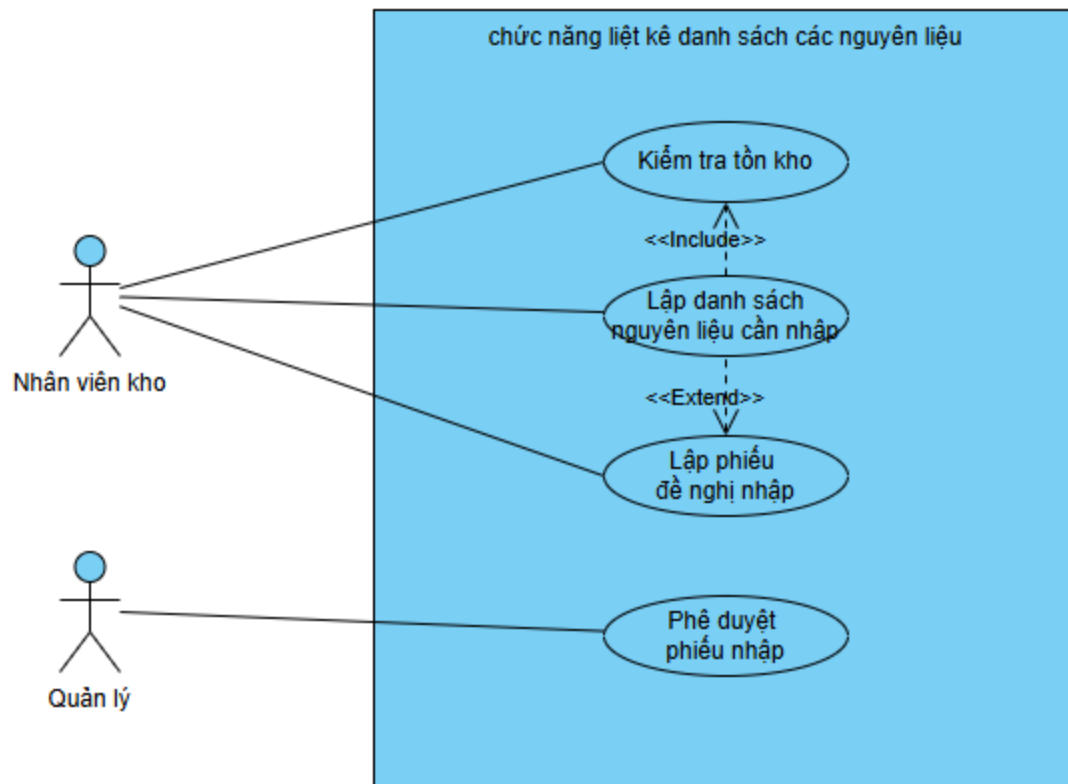 chức năng liệt kê danh sách các nguyên liệu
Kiểm tra tồn kho
<<Include>>
Lập danh sách
nguyên liệu cần nhập
Nhân viên kho
<<Extend>>
Lập phiếu
đề nghị nhập
Phê duyệt
phiếu nhập
Quản lý